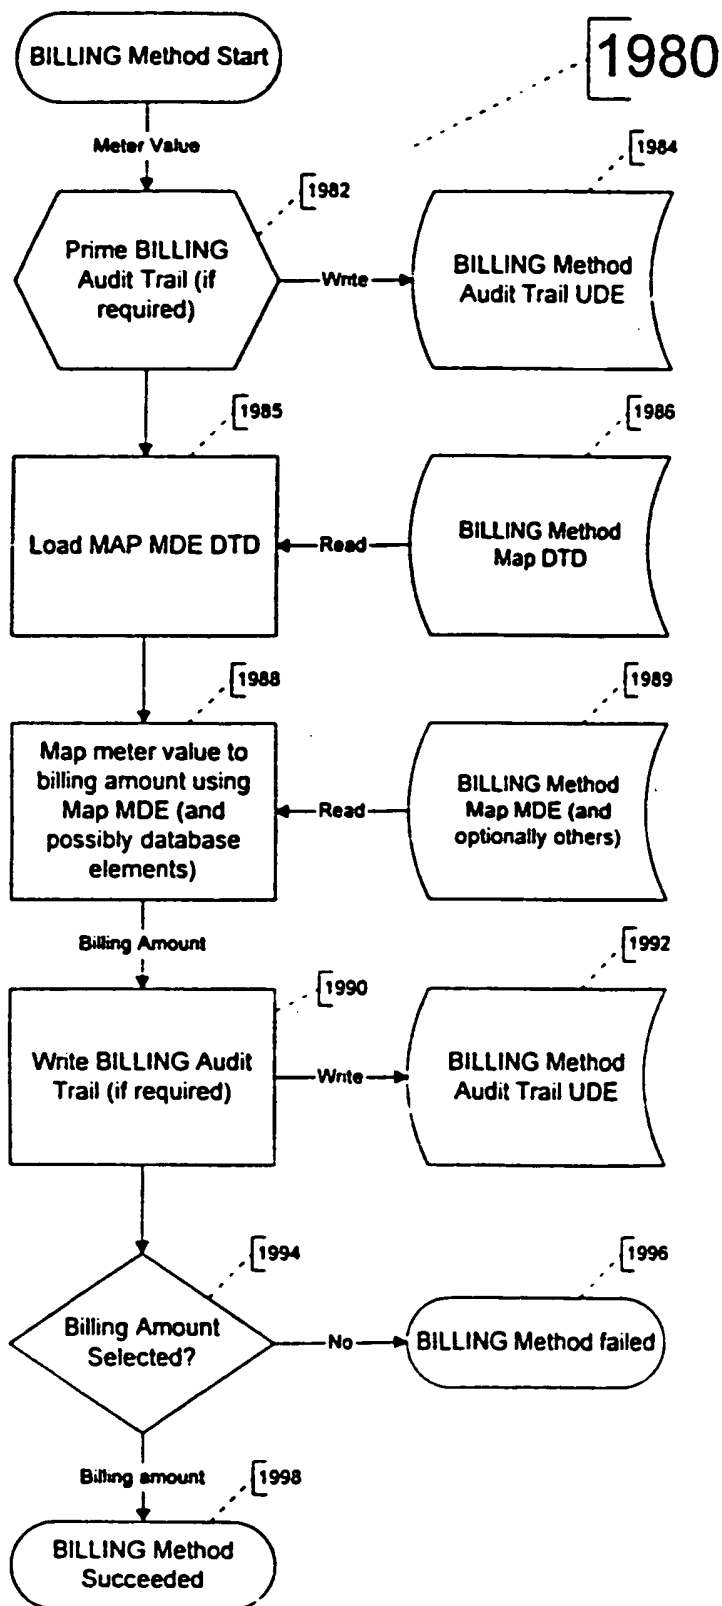 BILLING Method Start
1980
Meter Value
1984
1982
Prime BILLING
Audit Trail (if
required)
Write
BILLING Method
Audit Trail UDE
1985
1986
Load MAP MDE DTD
Read
BILLING Method
Map DTD
1988
1989
Map meter value to
billing amount using
Map MDE (and
possibly database
elements)
Read
BILLING Method
Map MDE (and
optionally others)
Billing Amount
1992
1990
Write BILLING Audit
Trail (if required)
Write
BILLING Method
Audit Trail UDE
1994
1996
Billing Amount
Selected?
No
BILLING Method failed
Billing amount
1998
BILLING Method
Succeeded